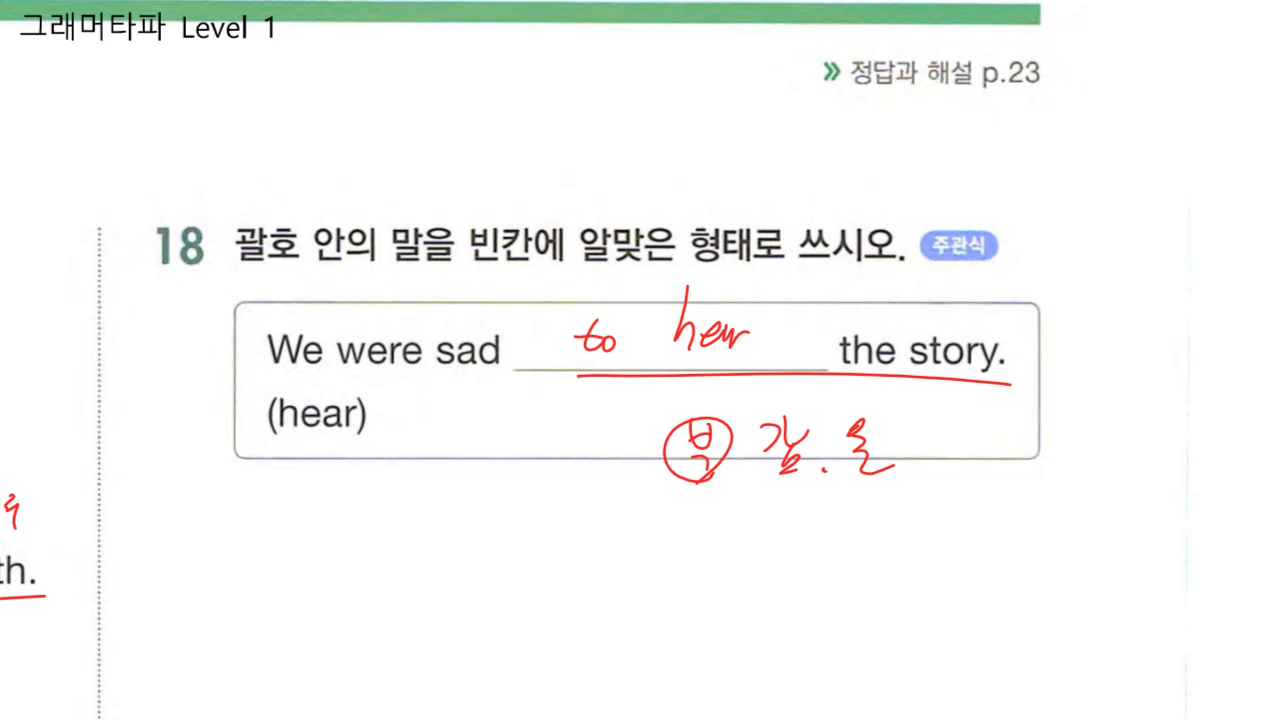 그래머타파 Level 1
» 정답과 해설 p.23
18 괄호 안의 말을 빈칸에 알맞은 형태로 쓰시오. 주관식
We were sad to hear the story.
(hear)
부 감.원
th.